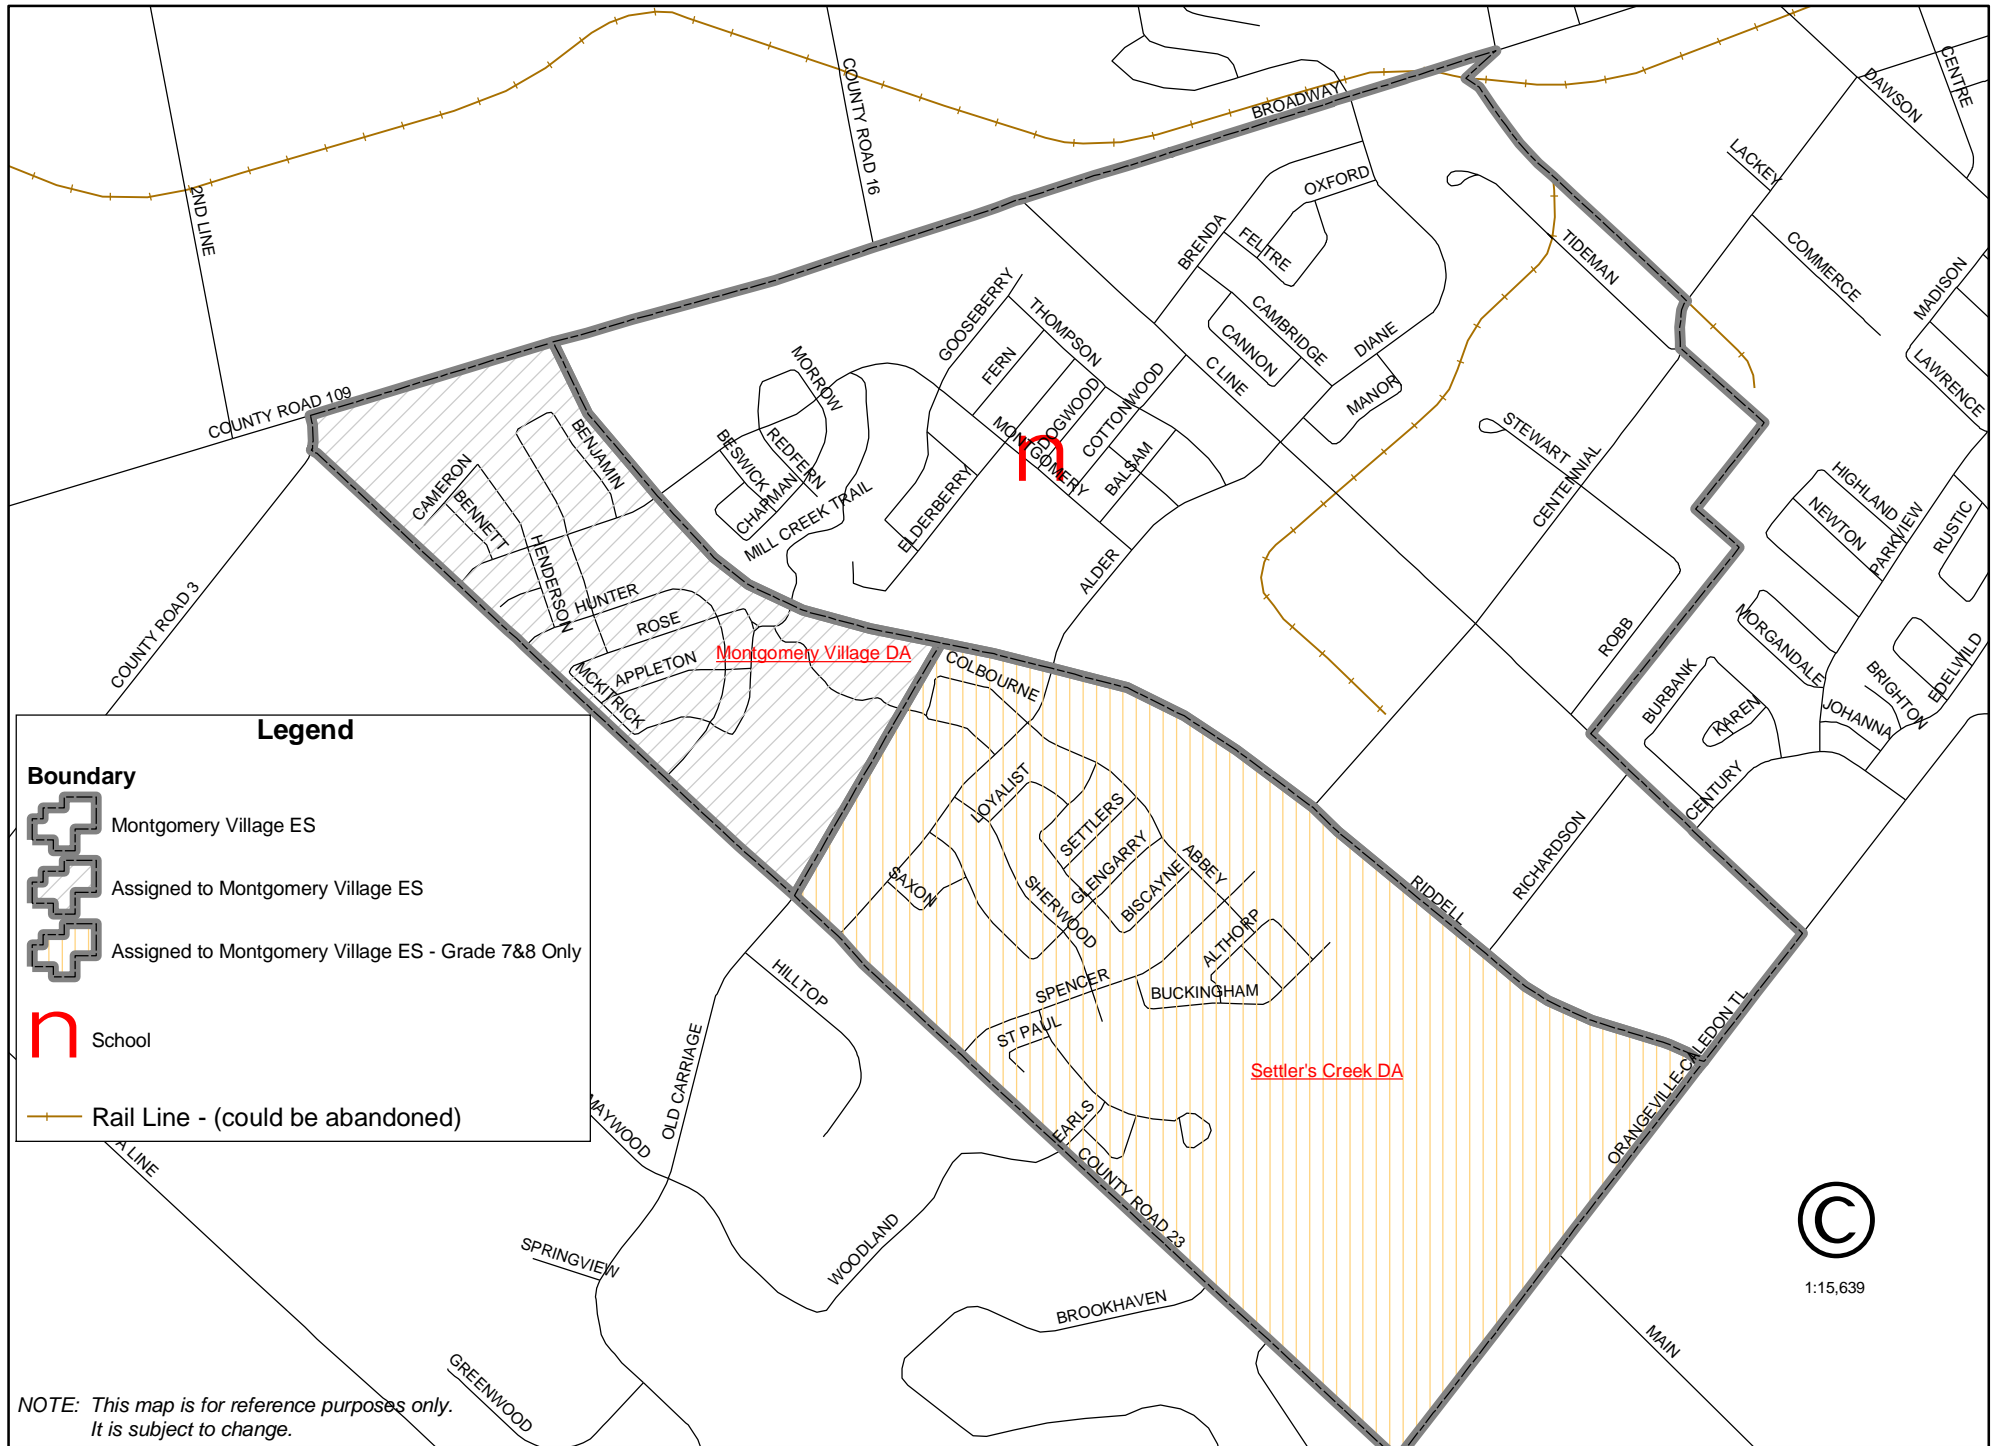 COUNTY ROAD 16
CENTRE
DAWSON
BROADWAY
LACKEY
2ND LINE
OXFORD
BRENDA
FELTRE
TIDEMAN
COMMERCE
MADISON
GOOSEBERRY
THOMPSON
CAMBRIDGE
CANNON
DIANE
C LINE
MORROW
FERN
LAWRENCE
COUNTY ROAD 109
DOGWOOD
COTTONWOOD
MANOR
BENJAMIN
BESWICK
REDFERN
MONTGOMERY
n
BALSAM
STEWART
CAMERON
BENNETT
CHAPMAN
MILL CREEK TRAIL
ELDERBERRY
CENTENNIAL
HIGHLAND
NEWTON
PARKVIEW
RUSTIC
HENDERSON
ALDER
COUNTY ROAD 3
HUNTER
ROSE
APPLETON
MCKITRICK
Montgomery Village DA
COLBOURNE
ROBB
MORGANDALE
BURBANK
BRIGHTON
EDELWILD
KAREN
JOHANNA
CENTURY
LOYALIST
SETTLERS
GLENGARRY
ABBEY
BISCAYNE
SAXON
SHERWOOD
ALTHORP
RIDDELL
RICHARDSON
SPENCER
BUCKINGHAM
ST PAUL
HILLTOP
OLD CARRIAGE
Settler's Creek DA
ORANGEVILLE-CALEDON TL
EARLS
COUNTY ROAD 23
MAYWOOD
A LINE
SPRINGVIEW
WOODLAND
BROOKHAVEN
MAIN
GREENWOOD
Legend
Boundary
Montgomery Village ES
Assigned to Montgomery Village ES
Assigned to Montgomery Village ES - Grade 7&8 Only
n School
Rail Line - (could be abandoned)
©
1:15,639
NOTE: This map is for reference purposes only.
It is subject to change.